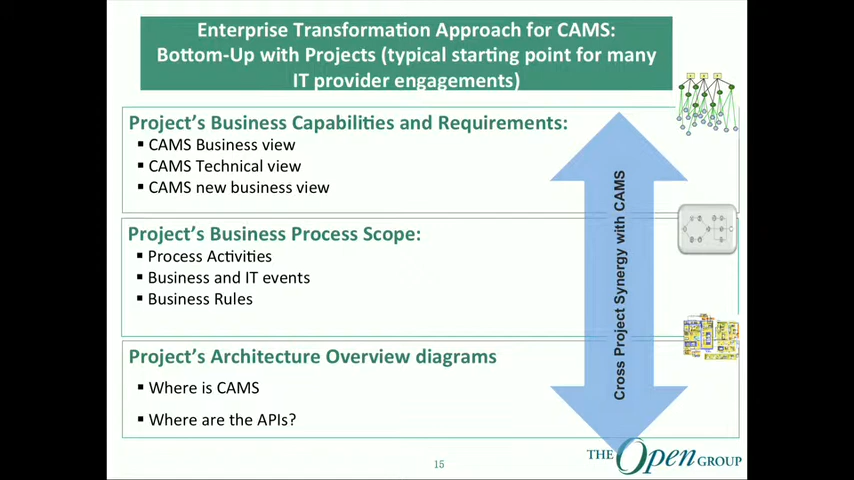 Enterprise Transformation Approach for CAMS:
Bottom-Up with Projects (typical starting point for many
IT provider engagements)
Project's Business Capabilities and Requirements:
▪ CAMS Business view
▪ CAMS Technical view
▪ CAMS new business view
Project's Business Process Scope:
▪ Process Activities
▪ Business and IT events
▪ Business Rules
Project's Architecture Overview diagrams
▪ Where is CAMS
▪ Where are the APIs?
Cross Project Synergy with CAMS
15
THE Open GROUP